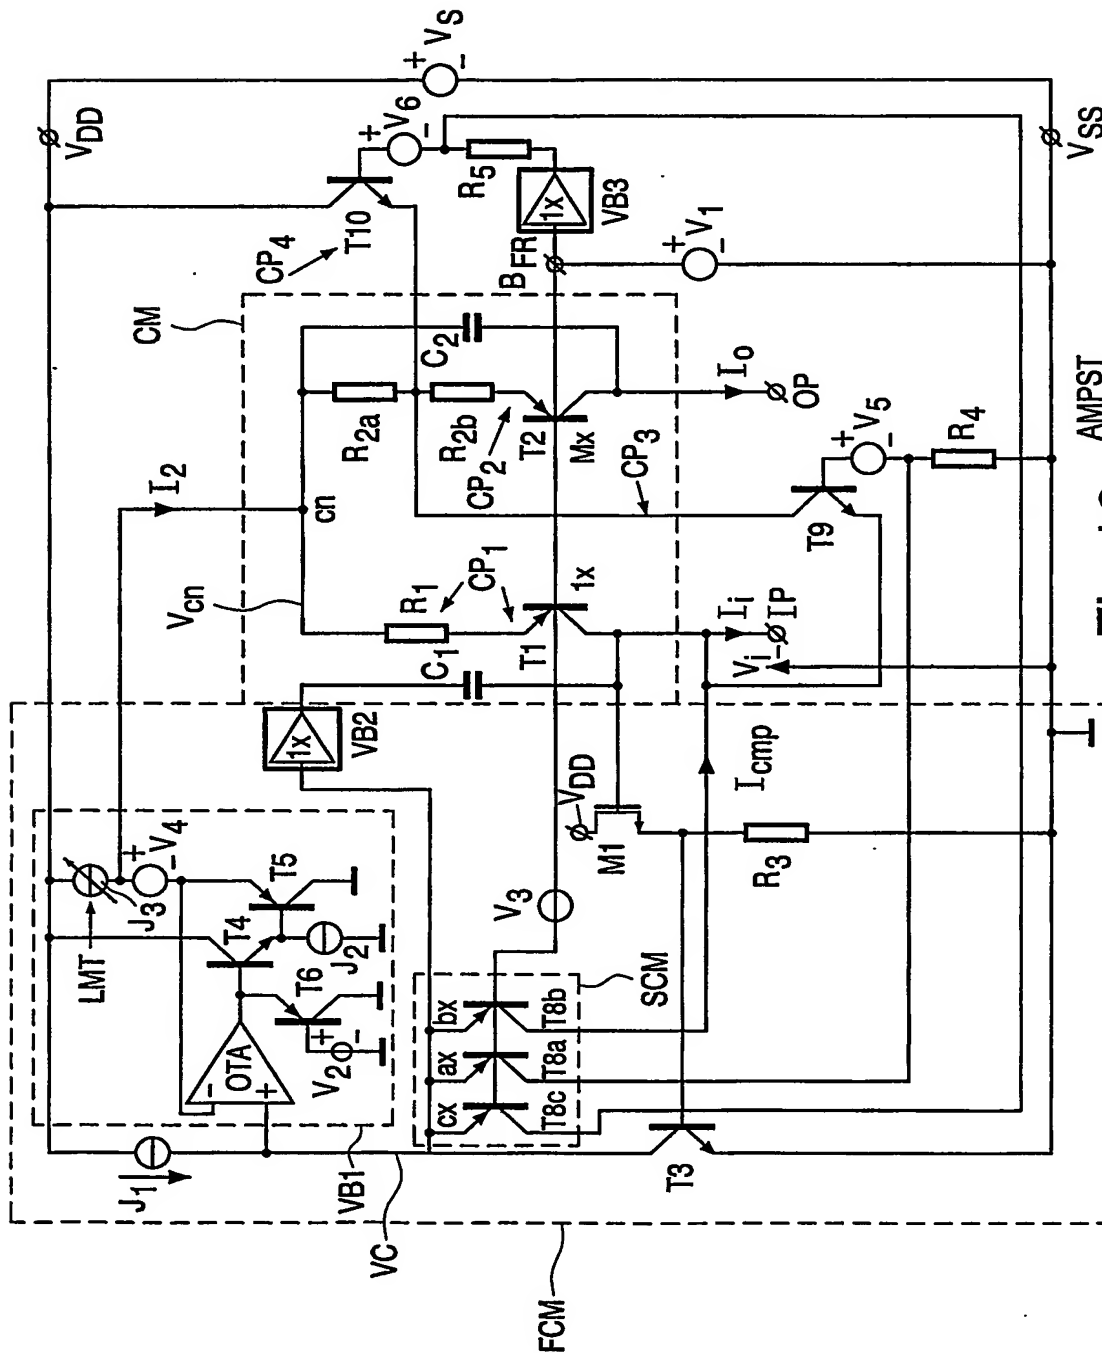 VDD
+ VS -
CP4
T10
+ V6 -
R5
1x
VB3
BFR
+ V1 -
VSS
CM
C2
R2a
R2b
CP2
T2
Mx
Io
OP
CP3
+ V5 -
T9
R4
AMPST
I2
cn
Vcn
R1
CP1
C1
T1
1x
Ii
IP
Vi
1x
VB2
VDD
M1
Icmp
R3
V3
SCM
LMT
J3
+ V4 -
T4
T5
J2
T6
OTA
- +
V2 + -
J1
VB1
VC
cx ax bx
T8c T8a T8b
T3
FCM